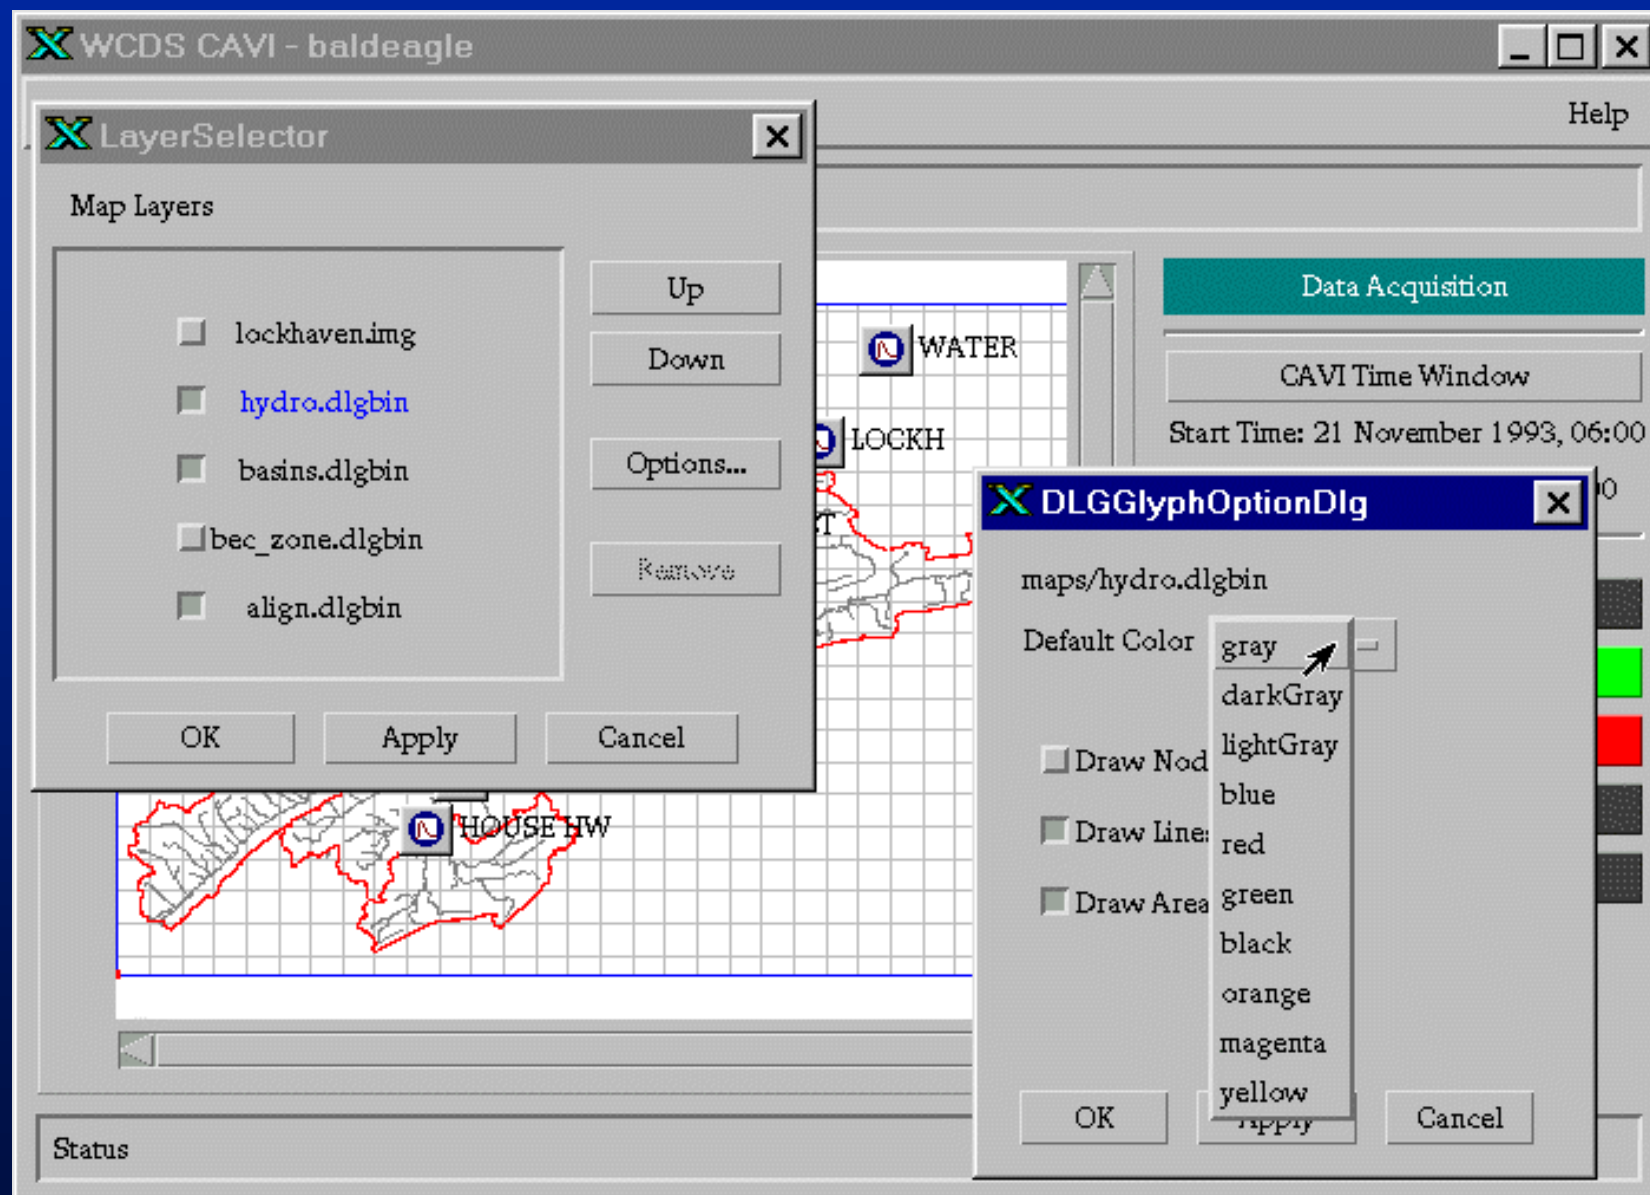 WCDS CAVI - baldeagle
Help
LayerSelector
Map Layers
lockhaven.img
hydro.dlgbin
basins.dlgbin
bec_zone.dlgbin
align.dlgbin
Up
Down
Options...
Remove
OK Apply Cancel
WATER
LOCKH
HOUSE HW
Data Acquisition
CAVI Time Window
Start Time: 21 November 1993, 06:00
DLGGlyphOptionDlg
maps/hydro.dlgbin
Default Color
gray
darkGray
lightGray
blue
red
green
black
orange
magenta
yellow
Draw Nod
Draw Line
Draw Area
OK Apply Cancel
Status